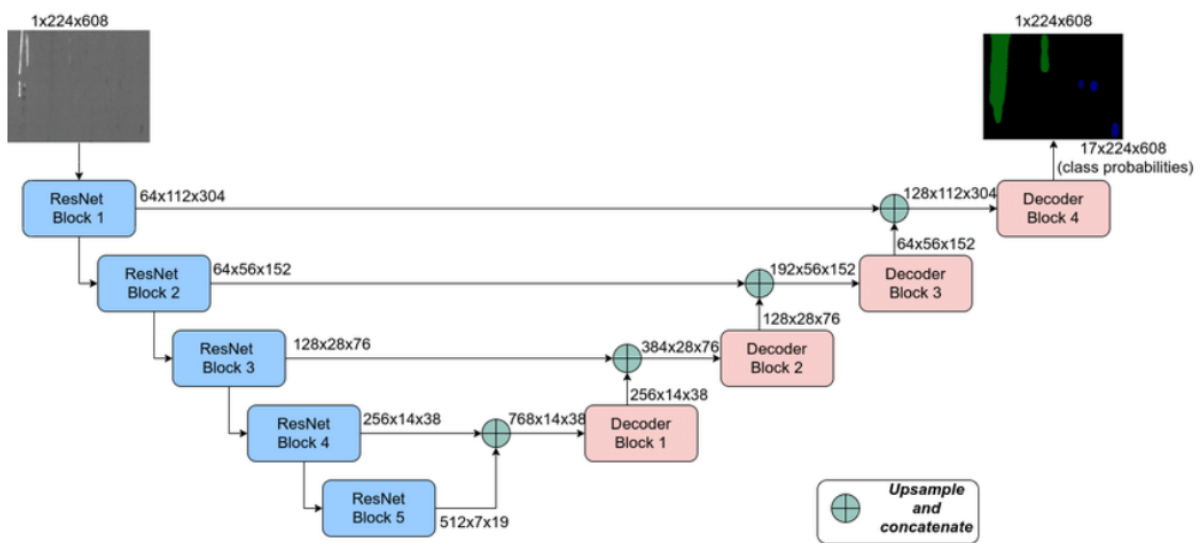 1x224x608
1x224x608
17x224x608
(class probabilities)
ResNet
Block 1
64x112x304
128x112x304
Decoder
Block 4
64x56x152
ResNet
Block 2
64x56x152
192x56x152
Decoder
Block 3
128x28x76
ResNet
Block 3
128x28x76
384x28x76
Decoder
Block 2
256x14x38
ResNet
Block 4
256x14x38
768x14x38
Decoder
Block 1
ResNet
Block 5
512x7x19
Upsample
and
concatenate